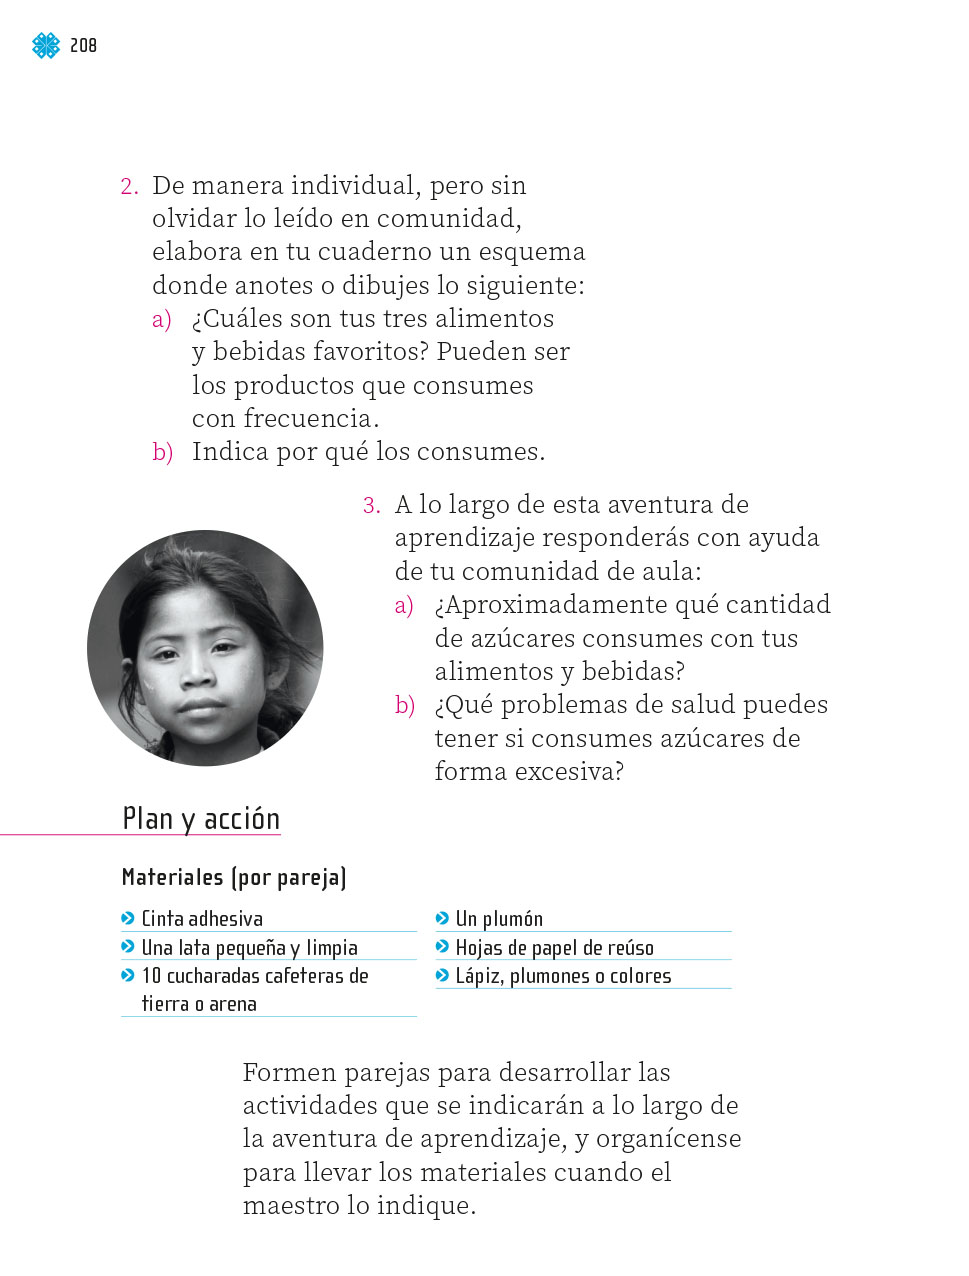 208
2. De manera individual, pero sin
olvidar lo leído en comunidad,
elabora en tu cuaderno un esquema
donde anotes o dibujes lo siguiente:
a) ¿Cuáles son tus tres alimentos
y bebidas favoritos? Pueden ser
los productos que consumes
con frecuencia.
b) Indica por qué los consumes.
3. A lo largo de esta aventura de
aprendizaje responderás con ayuda
de tu comunidad de aula:
a) ¿Aproximadamente qué cantidad
de azúcares consumes con tus
alimentos y bebidas?
b) ¿Qué problemas de salud puedes
tener si consumes azúcares de
forma excesiva?
Plan y acción
Materiales (por pareja)
Cinta adhesiva
Una lata pequeña y limpia
10 cucharadas cafeteras de
tierra o arena
Un plumón
Hojas de papel de reúso
Lápiz, plumones o colores
Formen parejas para desarrollar las
actividades que se indicarán a lo largo de
la aventura de aprendizaje, y organícense
para llevar los materiales cuando el
maestro lo indique.